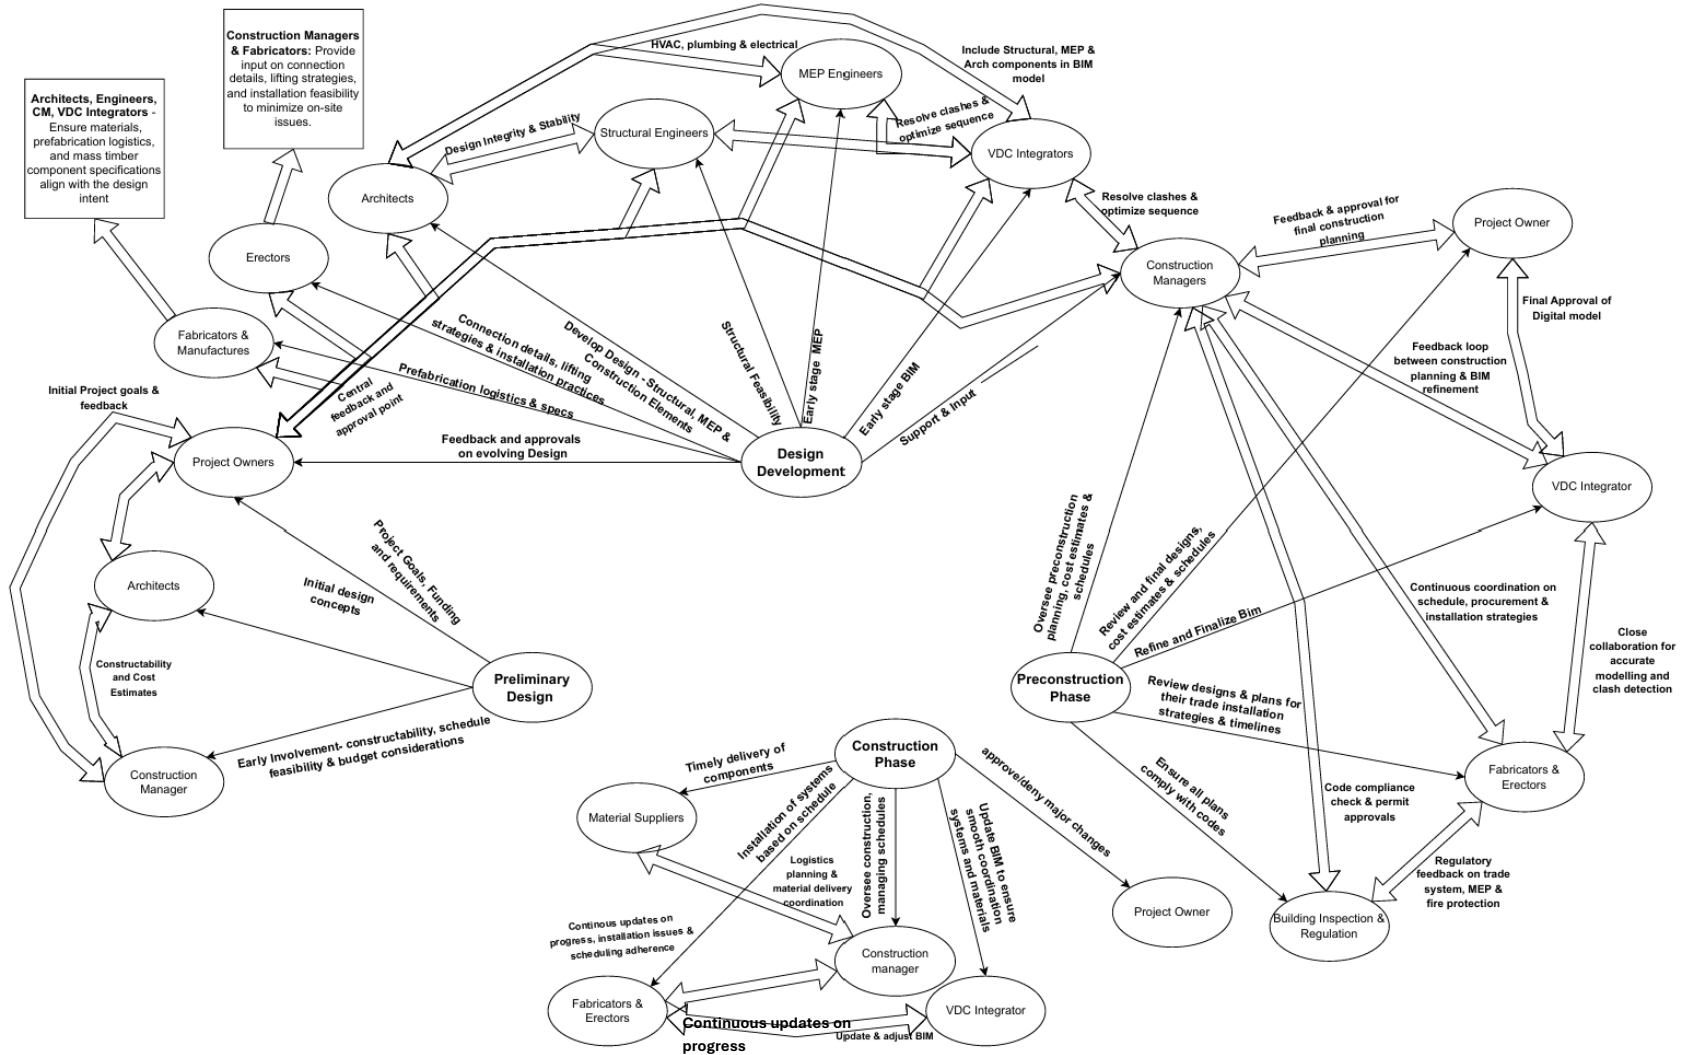 Construction Managers
& Fabricators: Provide
input on connection
details, lifting strategies,
and installation feasibility
to minimize on-site
issues.
Architects, Engineers,
CM, VDC Integrators -
Ensure materials,
prefabrication logistics,
and mass timber
component specifications
align with the design
intent
HVAC, plumbing & electrical
MEP Engineers
Include Structural, MEP &
Arch components in BIM
model
Design Integrity & Stability
Structural Engineers
Resolve clashes &
optimize sequence
VDC Integrators
Architects
Resolve clashes &
optimize sequence
Erectors
Construction
Managers
Feedback & approval for
final construction
planning
Project Owner
Fabricators &
Manufactures
Final Approval of
Digital model
Feedback loop
between construction
planning & BIM
refinement
Initial Project goals &
feedback
Central
feedback and
approval point
Prefabrication logistics & specs
Connection details, lifting
strategies & installation practices
Develop Design - Structural, MEP &
Construction Elements
Structural Feasibility
Early stage MEP
Early stage BIM
Support & Input
Project Owners
Feedback and approvals
on evolving Design
Design
Development
VDC Integrator
Architects
Initial design
concepts
Project Goals, Funding
and requirements
Constructability
and Cost
Estimates
Preliminary
Design
Early Involvement- constructability, schedule
feasibility & budget considerations
Construction
Manager
Oversee preconstruction
planning, cost estimates &
schedules
Review and final designs,
cost estimates & schedules
Refine and Finalize Bim
Continuous coordination on
schedule, procurement &
installation strategies
Close
collaboration for
accurate
modelling and
clash detection
Preconstruction
Phase
Review designs & plans for
their trade installation
strategies & timelines
Ensure all plans
comply with codes
Code compliance
check & permit
approvals
Fabricators &
Erectors
Regulatory
feedback on trade
system, MEP &
fire protection
Building Inspection &
Regulation
Construction
Phase
Timely delivery of
components
Material Suppliers
Installation of systems
based on schedule
Oversee construction,
managing schedules
Update BIM to ensure
smooth coordination
systems and materials
approve/deny major changes
Project Owner
Logistics
planning &
material delivery
coordination
Continous updates on
progress, installation issues &
scheduling adherence
Construction
manager
Fabricators &
Erectors
VDC Integrator
Continuous updates on
progress
Update & adjust BIM